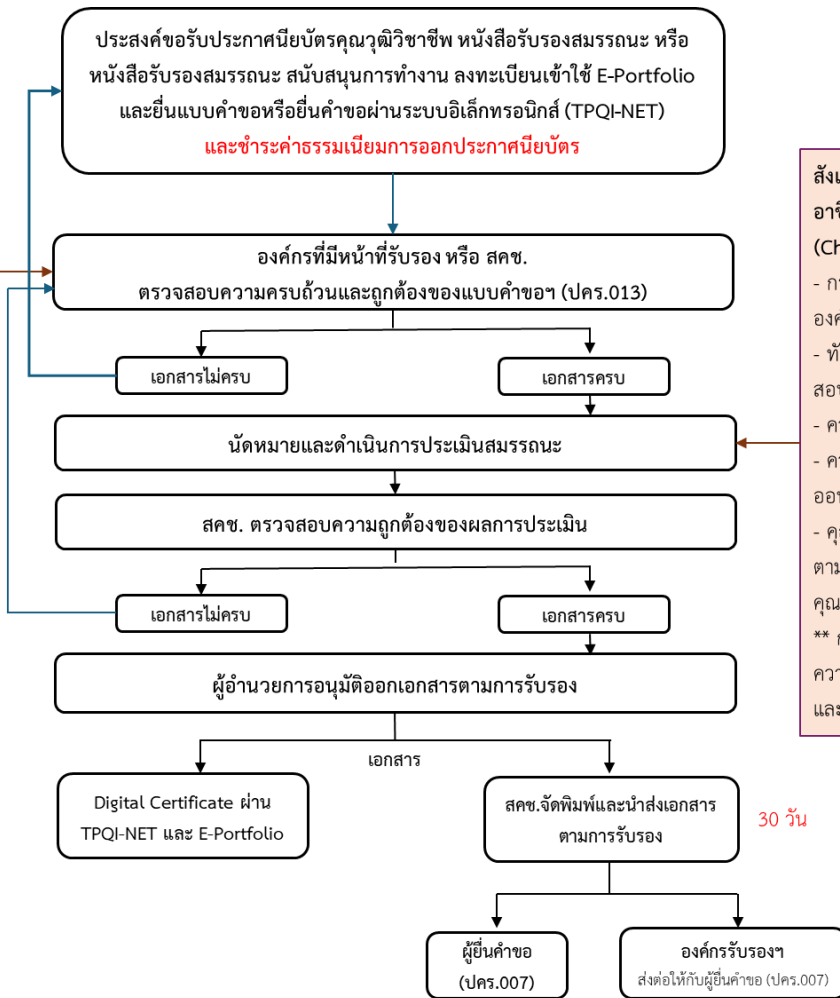 ประสงค์ขอรับประกาศนียบัตรคุณวุฒิวิชาชีพ หนังสือรับรองสมรรถนะ หรือ
หนังสือรับรองสมรรถนะ สนับสนุนการทำงาน ลงทะเบียนเข้าใช้ E-Portfolio
และยื่นแบบคำขอหรือยื่นคำขอผ่านระบบอิเล็กทรอนิกส์ (TPQI-NET)
และชำระค่าธรรมเนียมการออกประกาศนียบัตร
องค์กรที่มีหน้าที่รับรอง หรือ สคช.
ตรวจสอบความครบถ้วนและถูกต้องของแบบคำขอฯ (ปคร.013)
เอกสารไม่ครบ
เอกสารครบ
นัดหมายและดำเนินการประเมินสมรรถนะ
สคช. ตรวจสอบความถูกต้องของผลการประเมิน
เอกสารไม่ครบ
เอกสารครบ
ผู้อำนวยการอนุมัติออกเอกสารตามการรับรอง
เอกสาร
Digital Certificate ผ่าน
TPQI-NET และ E-Portfolio
สคช.จัดพิมพ์และนำส่งเอกสาร
ตามการรับรอง
30 วัน
ผู้ยื่นคำขอ
(ปคร.007)
องค์กรรับรองฯ
ส่งต่อให้กับผู้ยื่นคำขอ (ปคร.007)
(Ch
องค์
ตาม
คุณ
**
ควา
และ